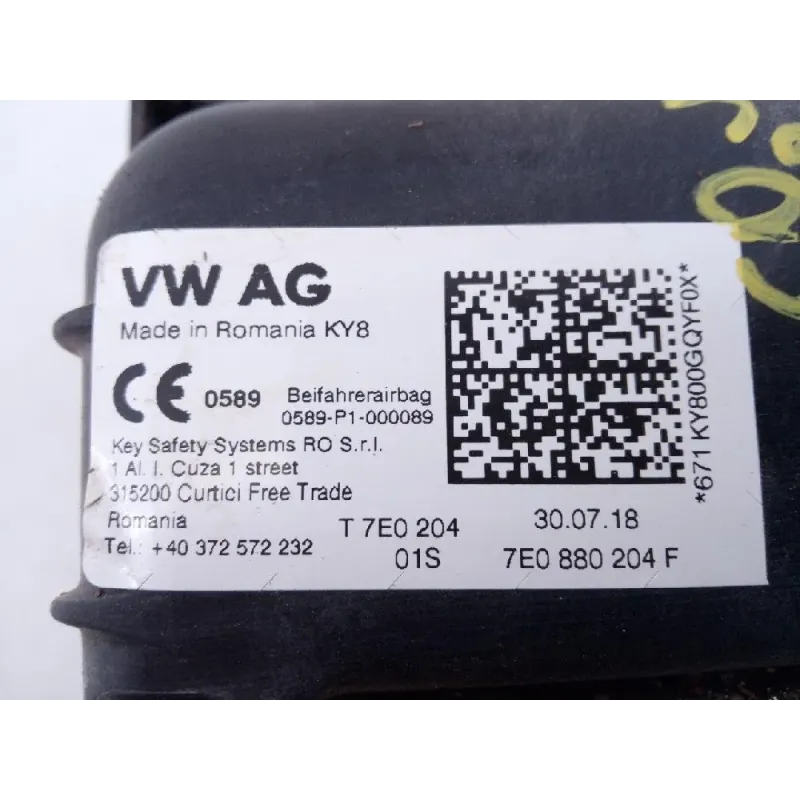 VW AG
Made in Romania KY8
CE 0589 Beifahrerairbag
0589-P1-000089
Key Safety Systems RO S.r.l.
1 Al. I. Cuza 1 street
315200 Curtici Free Trade
Romania
Tel.: +40 372 572 232
T 7E0 204
01S
30.07.18
7E0 880 204 F
*671KY800GQYF0X*